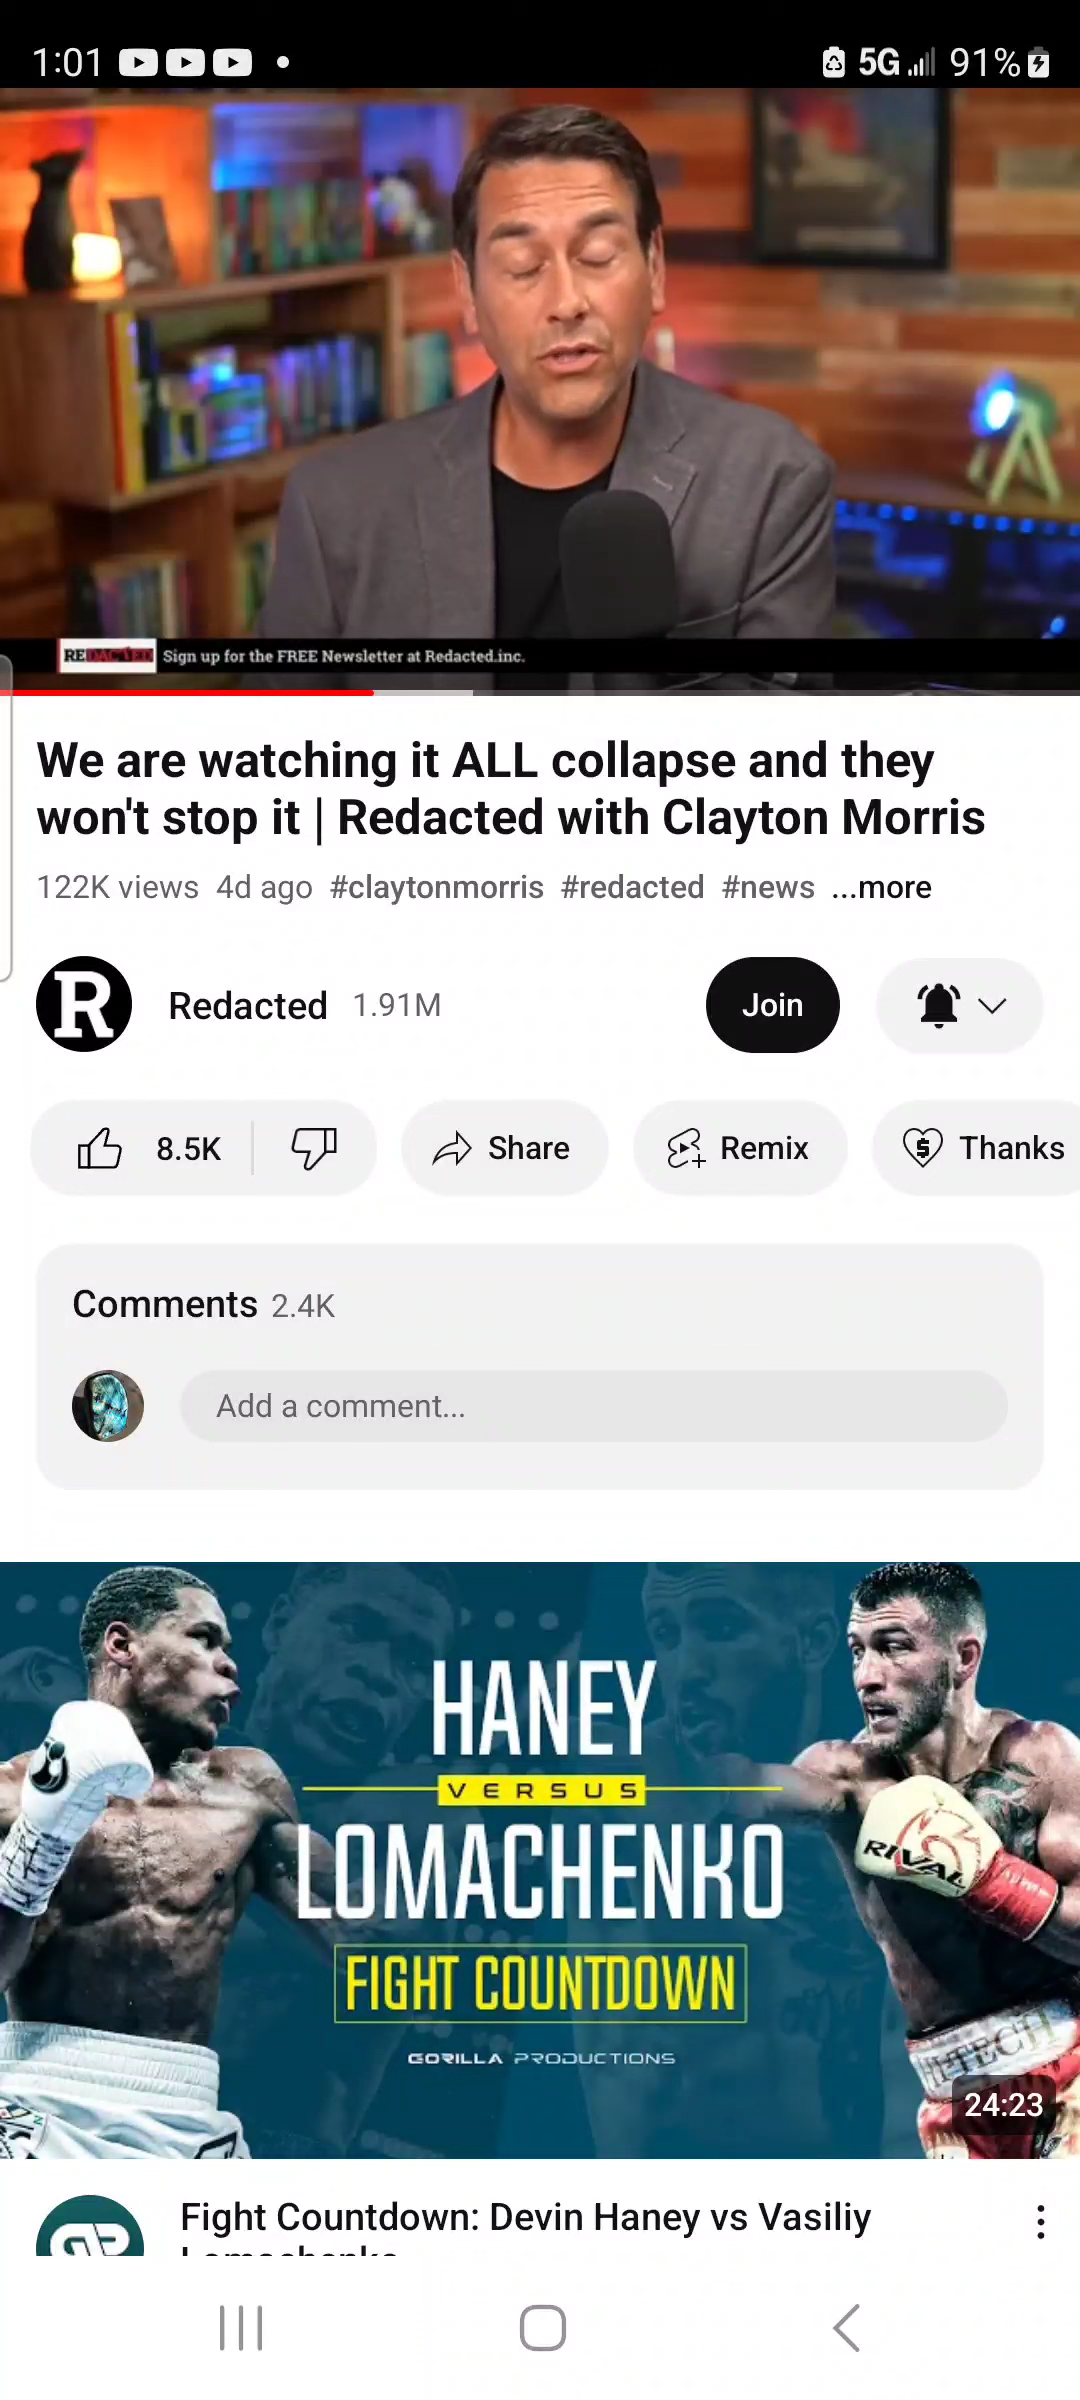 1:01
5G 91%
REDACTED Sign up for the FREE Newsletter at Redacted.inc.
We are watching it ALL collapse and they
won't stop it | Redacted with Clayton Morris
122K views 4d ago #claytonmorris #redacted #news ...more
R Redacted 1.91M Join
8.5K Share Remix Thanks
Comments 2.4K
Add a comment...
HANEY
VERSUS
LOMACHENKO
FIGHT COUNTDOWN
GORILLA PRODUCTIONS
RIVAL
24:23
Fight Countdown: Devin Haney vs Vasiliy
Lomachenko